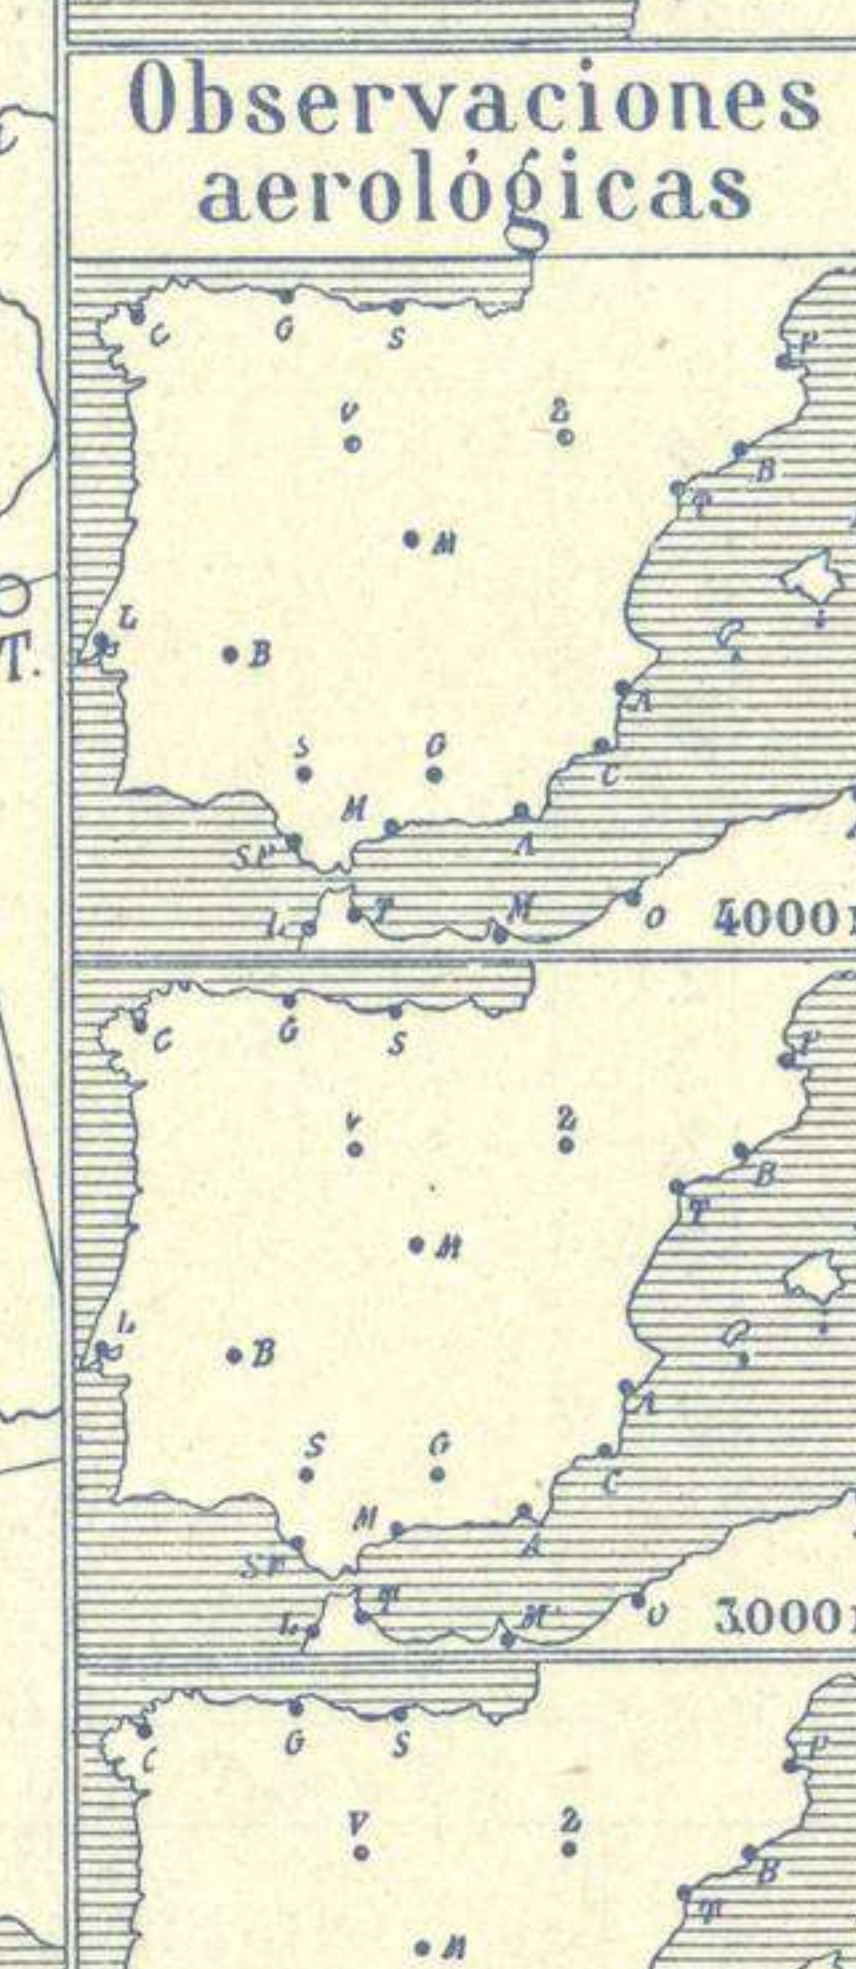 Observaciones
aerológicas
C G S
F
V Z
B
T
M
L
B
A
S G
C
M
A
SF
T M
L O 4000
C G S
F
V Z
B
T
M
L
B
A
S G
C
M
A
SF
T M
L O 3000
C G S
F
V Z
B
T
M
T.